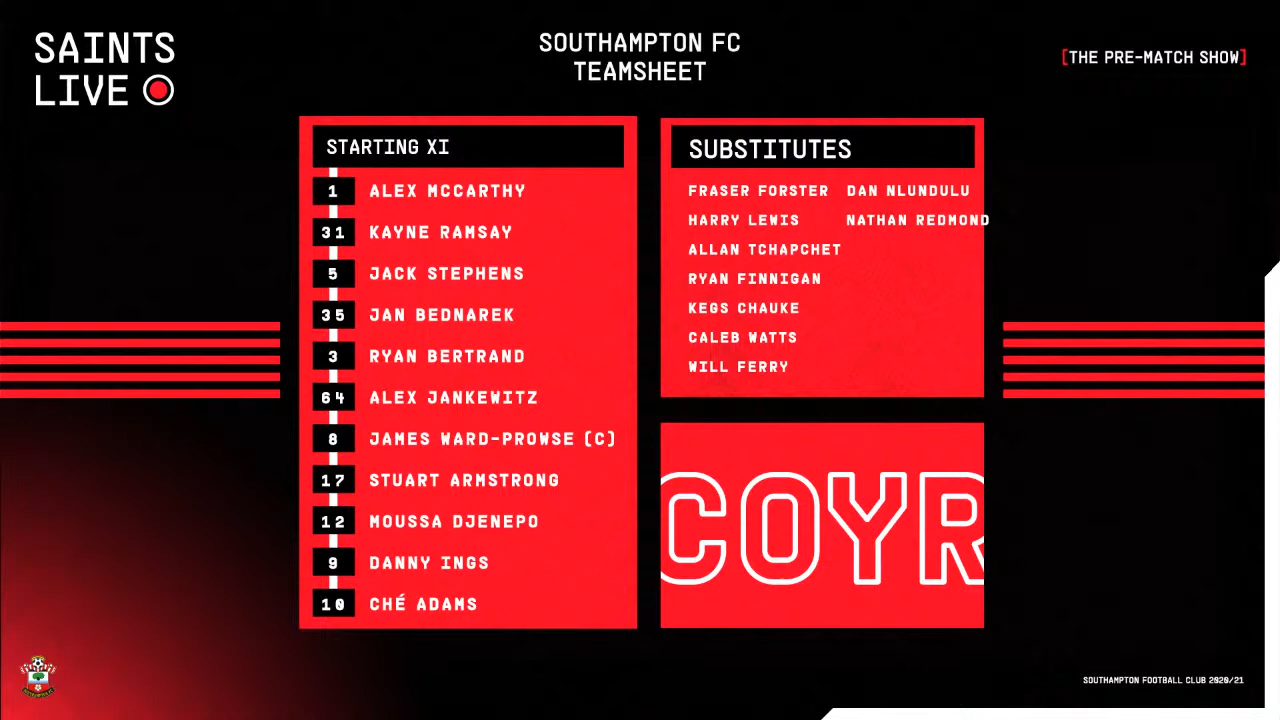 SAINTS
LIVE
SOUTHAMPTON FC
TEAMSHEET
[THE PRE-MATCH SHOW]
STARTING XI
1 ALEX MCCARTHY
31 KAYNE RAMSAY
5 JACK STEPHENS
35 JAN BEDNAREK
3 RYAN BERTRAND
64 ALEX JANKEWITZ
8 JAMES WARD-PROWSE (C)
17 STUART ARMSTRONG
12 MOUSSA DJENEPO
9 DANNY INGS
10 CHÉ ADAMS
SUBSTITUTES
FRASER FORSTER DAN NLUNDULU
HARRY LEWIS NATHAN REDMOND
ALLAN TCHAPCHET
RYAN FINNIGAN
KEGS CHAUKE
CALEB WATTS
WILL FERRY
COYR
SOUTHAMPTON FOOTBALL CLUB 2020/21